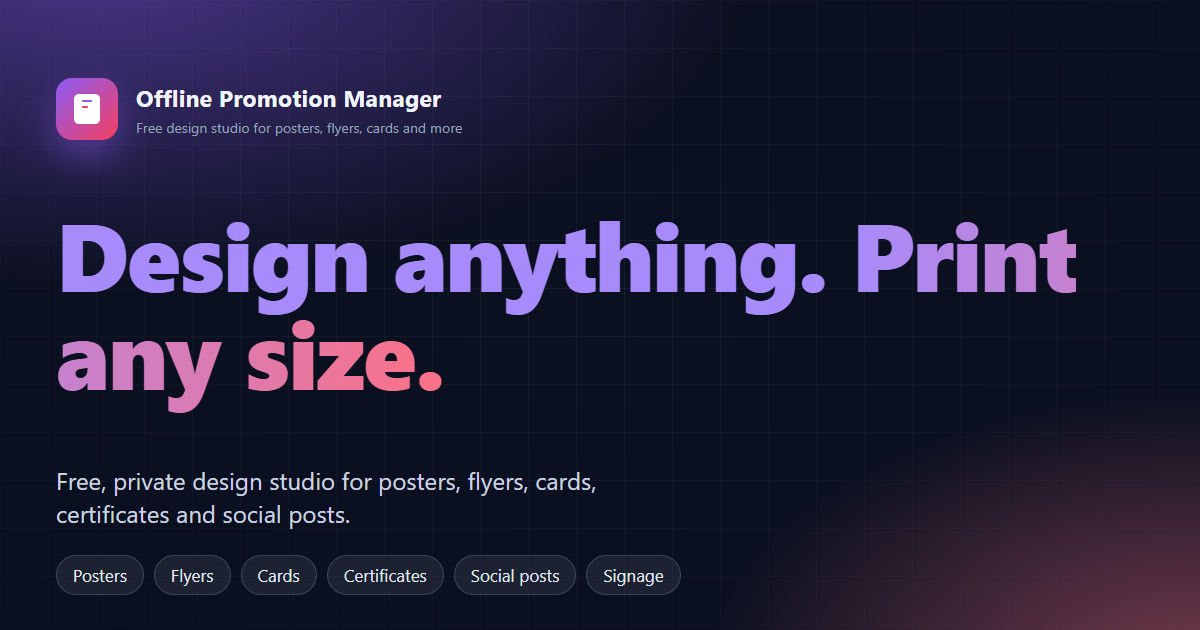 Offline Promotion Manager
Free design studio for posters, flyers, cards and more
Design anything. Print
any size.
Free, private design studio for posters, flyers, cards,
certificates and social posts.
Posters Flyers Cards Certificates Social posts Signage